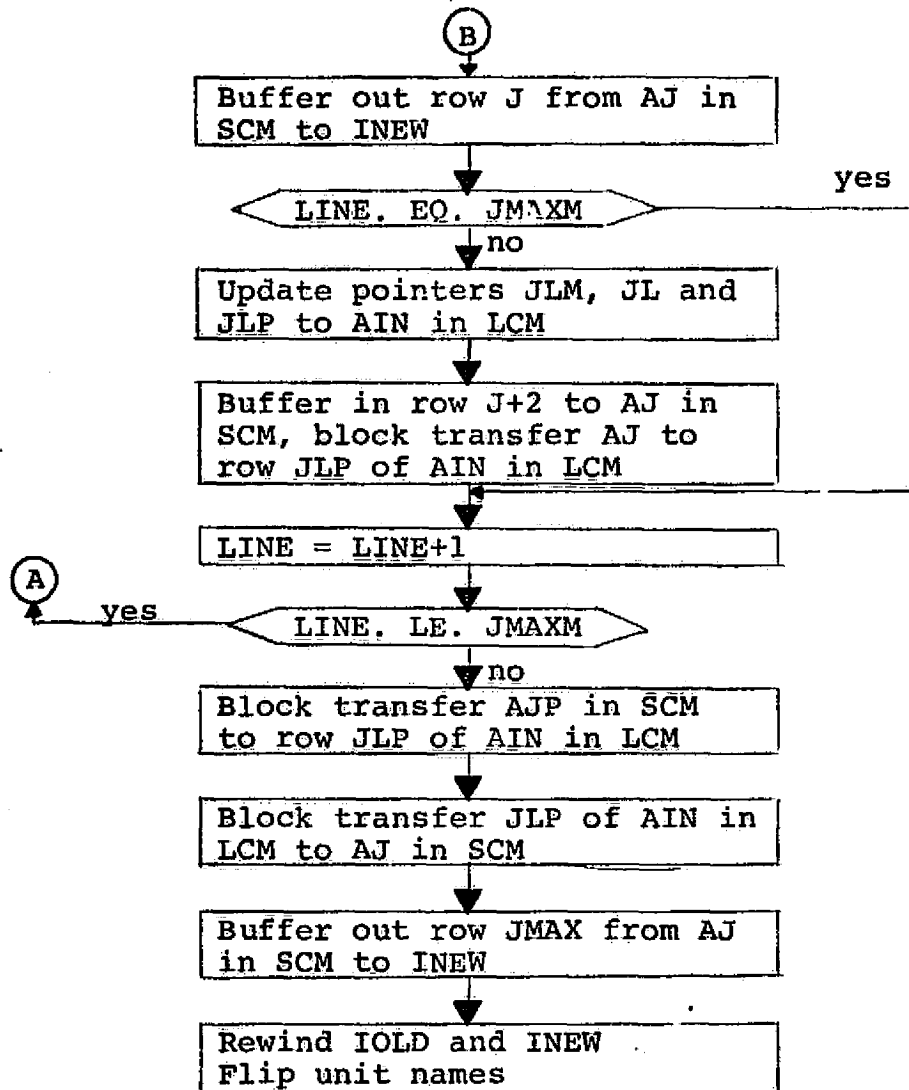 B
Buffer out row J from AJ in
SCM to INEW
yes
LINE. EQ. JMAXM
no
Update pointers JLM, JL and
JLP to AIN in LCM
Buffer in row J+2 to AJ in
SCM, block transfer AJ to
row JLP of AIN in LCM
LINE = LINE+1
A
yes
LINE. LE. JMAXM
no
Block transfer AJP in SCM
to row JLP of AIN in LCM
Block transfer JLP of AIN in
LCM to AJ in SCM
Buffer out row JMAX from AJ
in SCM to INEW
Rewind IOLD and INEW
Flip unit names